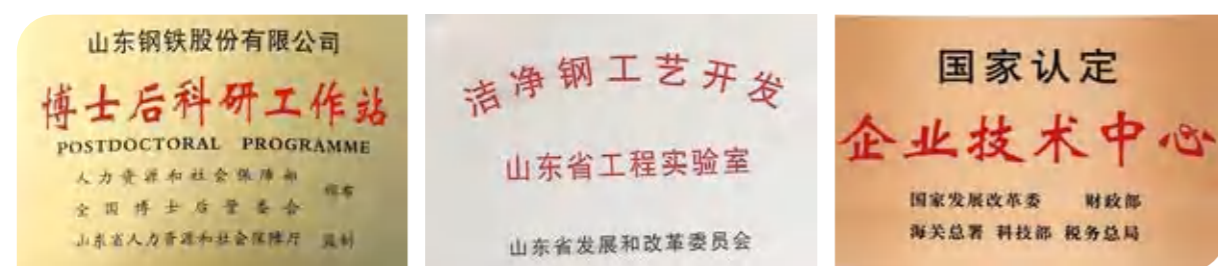 山东钢铁股份有限公司
博士后科研工作站
POSTDOCTORAL PROGRAMME
人力资源和社会保障部
全国博士后管委会
颁布
山东省人力资源和社会保障厅 监制
洁净钢工艺开发
山东省工程实验室
山东省发展和改革委员会
国家认定
企业技术中心
国家发展改革委 财政部
海关总署 科技部 税务总局